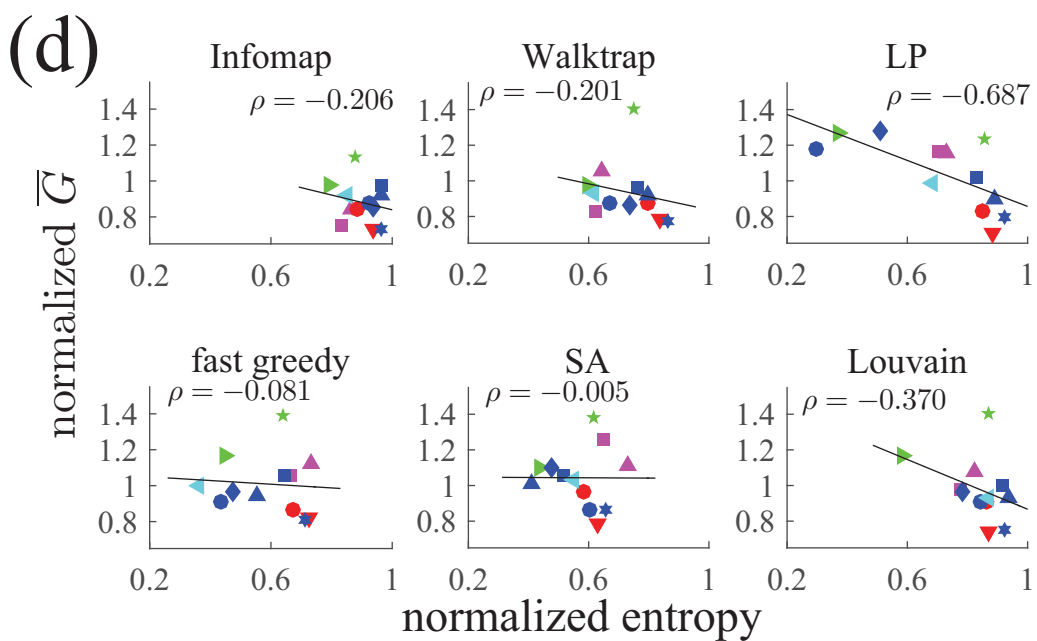 (d)
Infomap
Walktrap
LP
ρ = −0.206
ρ = −0.201
ρ = −0.687
1.4
1.2
1
0.8
1.4
1.2
1
0.8
1.4
1.2
1
0.8
0.2 0.6 1
0.2 0.6 1
0.2 0.6 1
normalized G̅
fast greedy
SA
Louvain
ρ = −0.081
ρ = −0.005
ρ = −0.370
1.4
1.2
1
0.8
1.4
1.2
1
0.8
1.4
1.2
1
0.8
0.2 0.6 1
0.2 0.6 1
0.2 0.6 1
normalized entropy